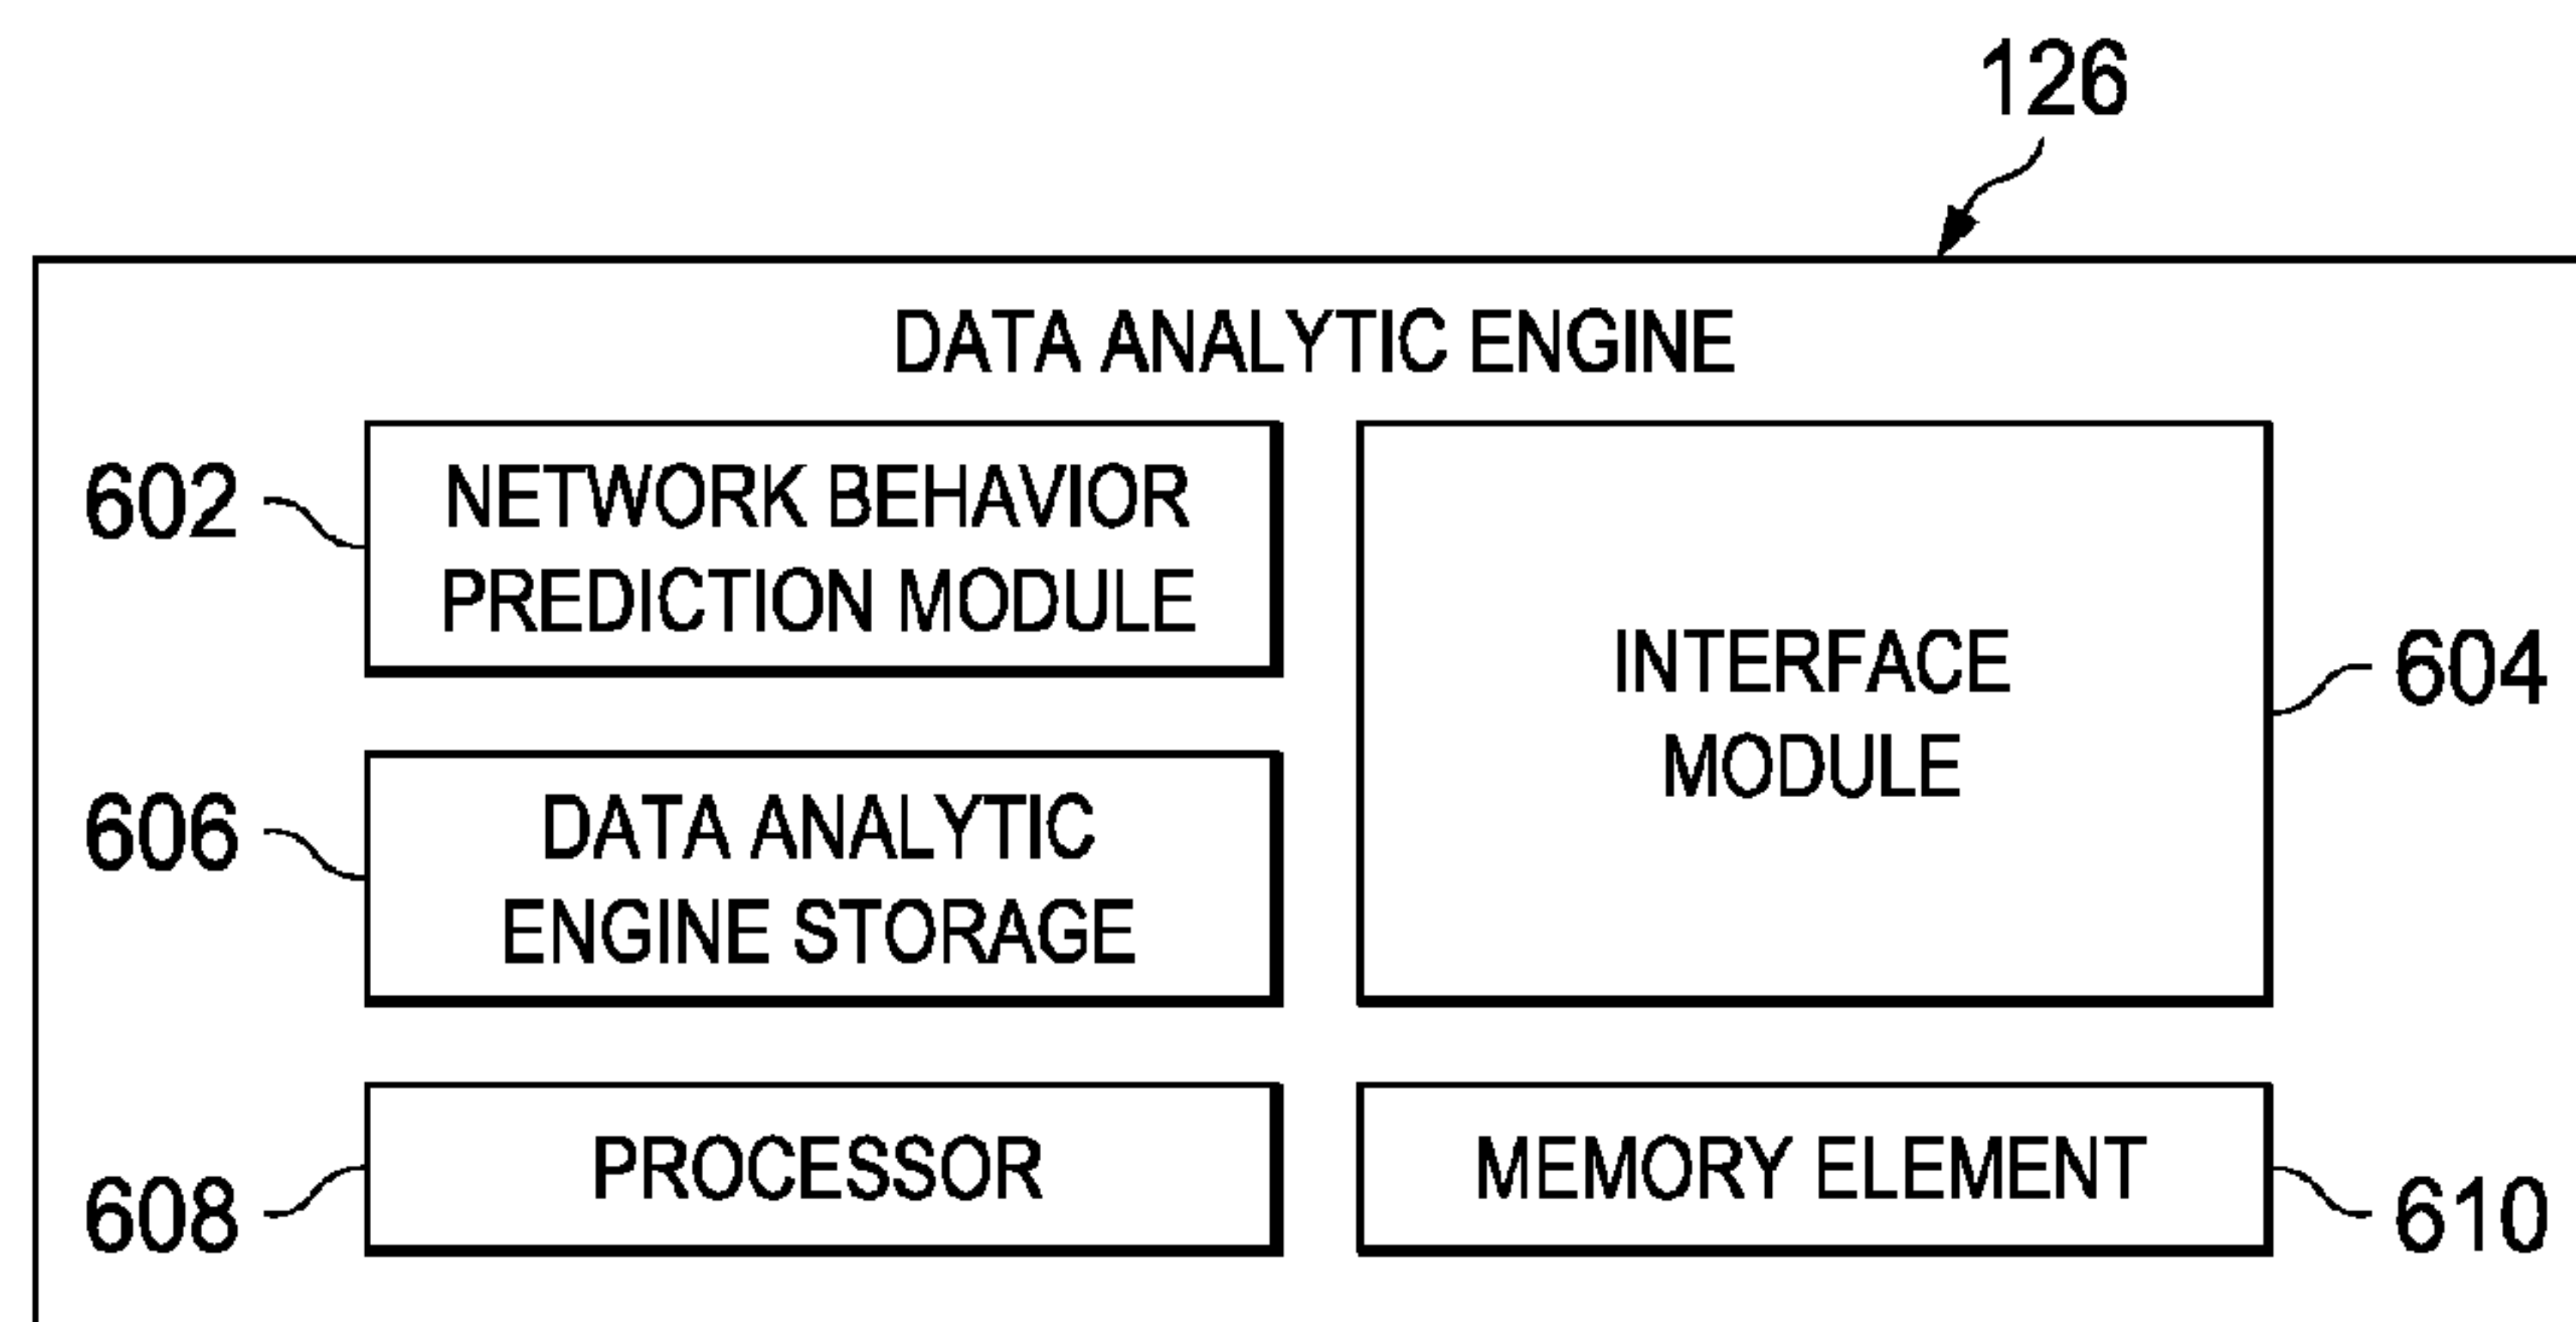 126
DATA ANALYTIC ENGINE
602
NETWORK BEHAVIOR
PREDICTION MODULE
INTERFACE
MODULE
604
606
DATA ANALYTIC
ENGINE STORAGE
608
PROCESSOR
MEMORY ELEMENT
610